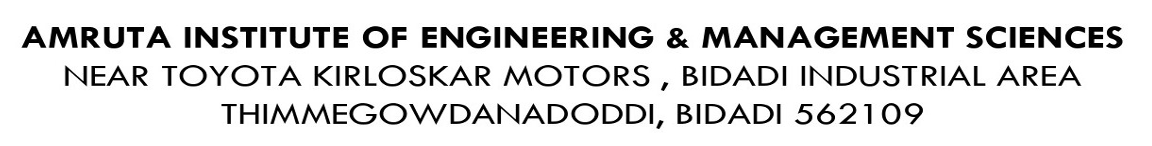 AMRUTA INSTITUTE OF ENGINEERING & MANAGEMENT SCIENCES
NEAR TOYOTA KIRLOSKAR MOTORS , BIDADI INDUSTRIAL AREA
THIMMEGOWDANADODDI, BIDADI 562109